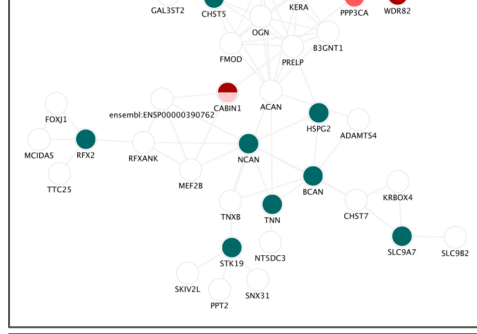 KERA
GAL3ST2
CHST5
PPP3CA
WDR82
OGN
B3GNT1
FMOD
PRELP
CABIN1
ACAN
ensembl:ENSP00000390762
FOXJ1
HSPG2
ADAMTS4
MCIDAS
RFX2
RFXANK
NCAN
TTC25
MEF2B
BCAN
KRBOX4
TNXB
TNN
CHST7
STK19
NT5DC3
SLC9A7
SLC9B2
SKIV2L
SNX31
PPT2